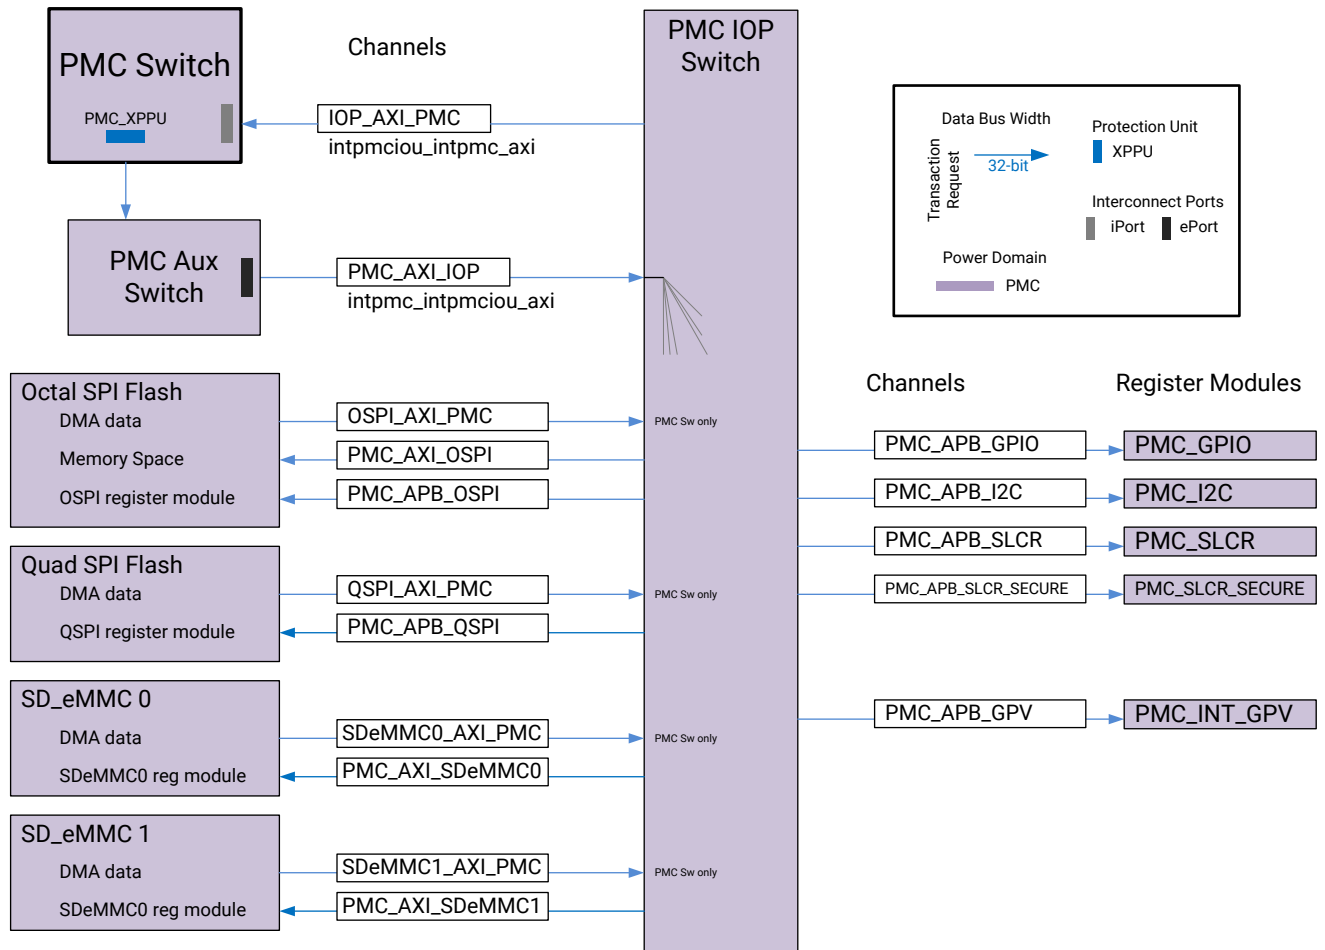 PMC Switch
PMC_XPPU
Channels
IOP_AXI_PMC
intpmciou_intpmc_axi
PMC Aux
Switch
PMC_AXI_IOP
intpmc_intpmciou_axi
PMC IOP
Switch
Data Bus Width
Transaction
Request
32-bit
Protection Unit
XPPU
Interconnect Ports
iPort
ePort
Power Domain
PMC
Octal SPI Flash
DMA data
OSPI_AXI_PMC
PMC Sw only
Memory Space
PMC_AXI_OSPI
OSPI register module
PMC_APB_OSPI
Quad SPI Flash
DMA data
QSPI_AXI_PMC
PMC Sw only
QSPI register module
PMC_APB_QSPI
SD_eMMC 0
DMA data
SDeMMC0_AXI_PMC
PMC Sw only
SDeMMC0 reg module
PMC_AXI_SDeMMC0
SD_eMMC 1
DMA data
SDeMMC1_AXI_PMC
PMC Sw only
SDeMMC0 reg module
PMC_AXI_SDeMMC1
Channels
Register Modules
PMC_APB_GPIO
PMC_GPIO
PMC_APB_I2C
PMC_I2C
PMC_APB_SLCR
PMC_SLCR
PMC_APB_SLCR_SECURE
PMC_SLCR_SECURE
PMC_APB_GPV
PMC_INT_GPV